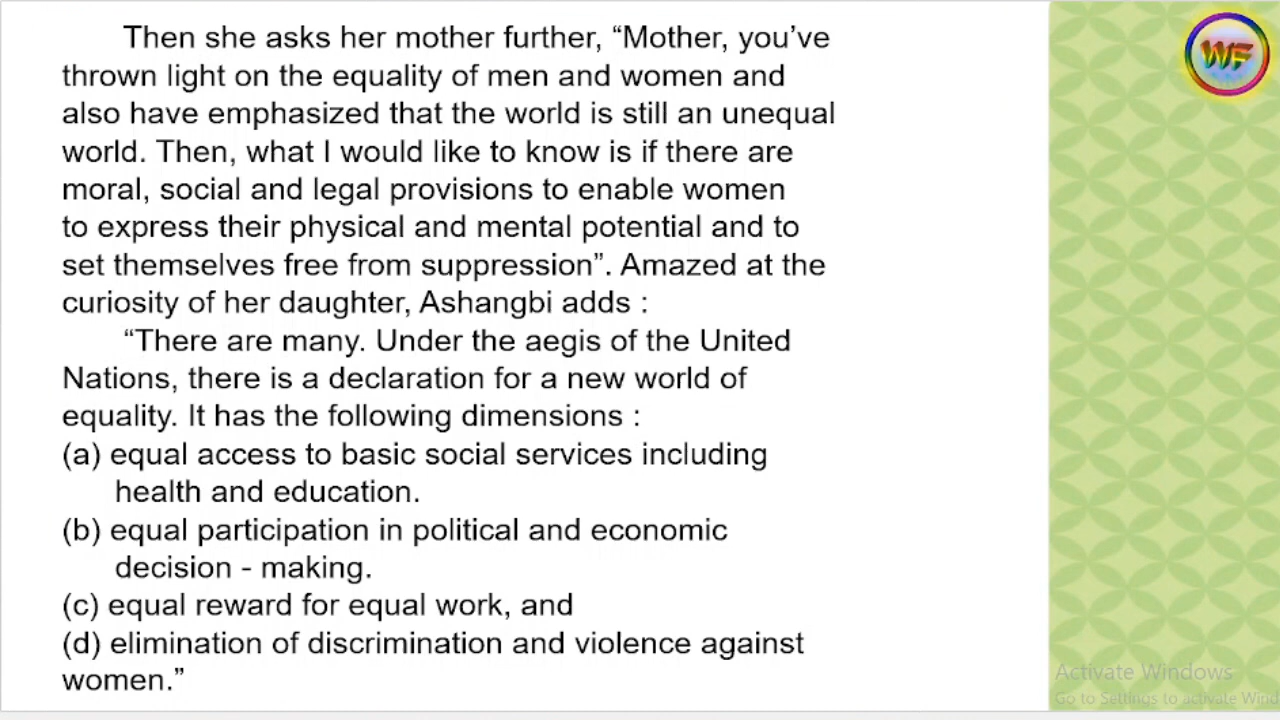 Then she asks her mother further, “Mother, you’ve
thrown light on the equality of men and women and
also have emphasized that the world is still an unequal
world. Then, what I would like to know is if there are
moral, social and legal provisions to enable women
to express their physical and mental potential and to
set themselves free from suppression”. Amazed at the
curiosity of her daughter, Ashangbi adds :
“There are many. Under the aegis of the United
Nations, there is a declaration for a new world of
equality. It has the following dimensions :
(a) equal access to basic social services including
health and education.
(b) equal participation in political and economic
decision - making.
(c) equal reward for equal work, and
(d) elimination of discrimination and violence against
women.”
WF
Activate Windows
Go to Settings to activate Wind